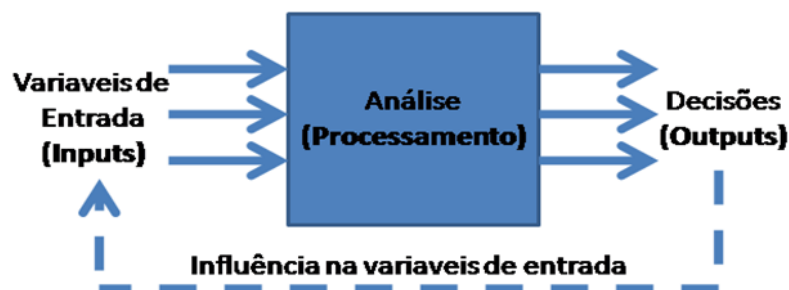 Variaveis de
Entrada
(Inputs)
Análise
(Processamento)
Decisões
(Outputs)
Influência na variaveis de entrada